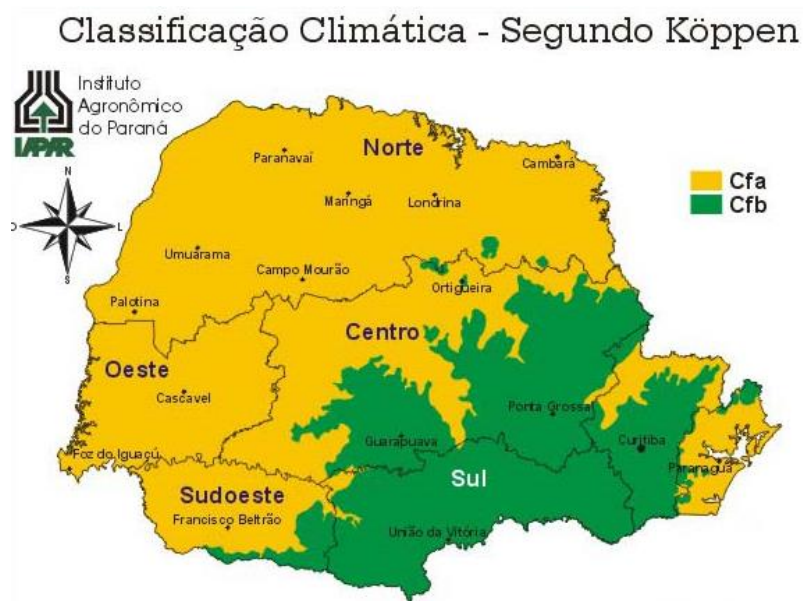 Classificação Climática - Segundo Köppen
Instituto
Agronômico
do Paraná
IAPAR
N
L
S
Cfa
Cfb
Norte
Paranavaí
Cambará
Maringá
Londrina
Umuarama
Campo Mourão
Ortigueira
Palotina
Centro
Oeste
Cascavel
Ponta Grossa
Guarapuava
Curitiba
Foz do Iguaçú
Paranaguá
Sul
Sudoeste
Francisco Beltrão
União da Vitória